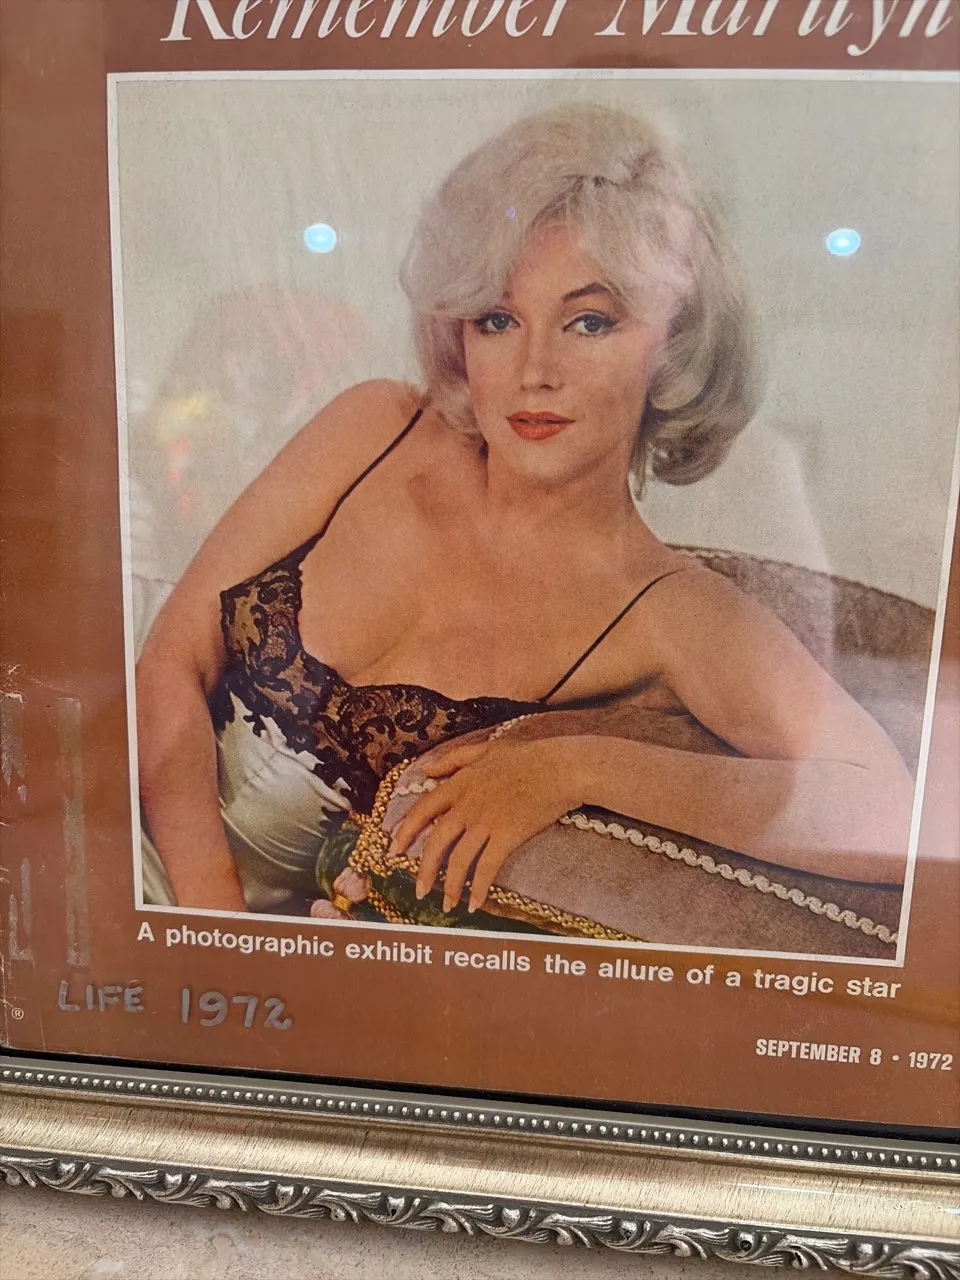 Remember Marilyn
A photographic exhibit recalls the allure of a tragic star
LIFE 1972
®
SEPTEMBER 8 • 1972